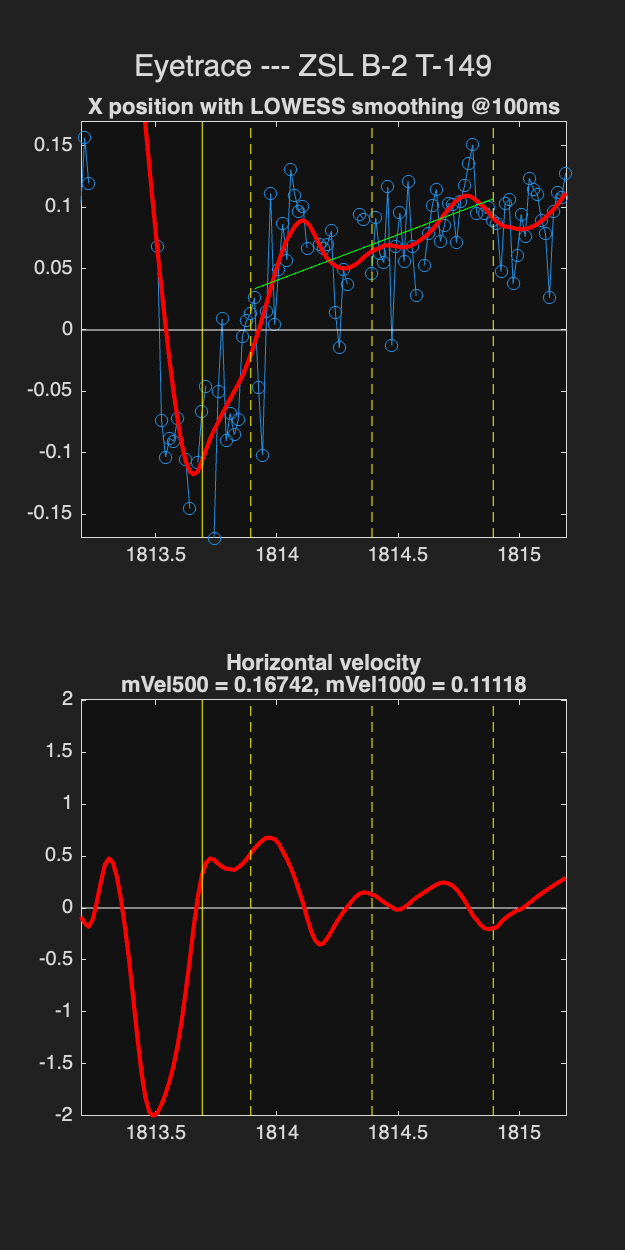 Eyetrace --- ZSL B-2 T-149
X position with LOWESS smoothing @100ms
0.15
0.1
0.05
0
-0.05
-0.1
-0.15
1813.5 1814 1814.5 1815
Horizontal velocity
mVel500 = 0.16742, mVel1000 = 0.11118
2
1.5
1
0.5
0
-0.5
-1
-1.5
-2
1813.5 1814 1814.5 1815